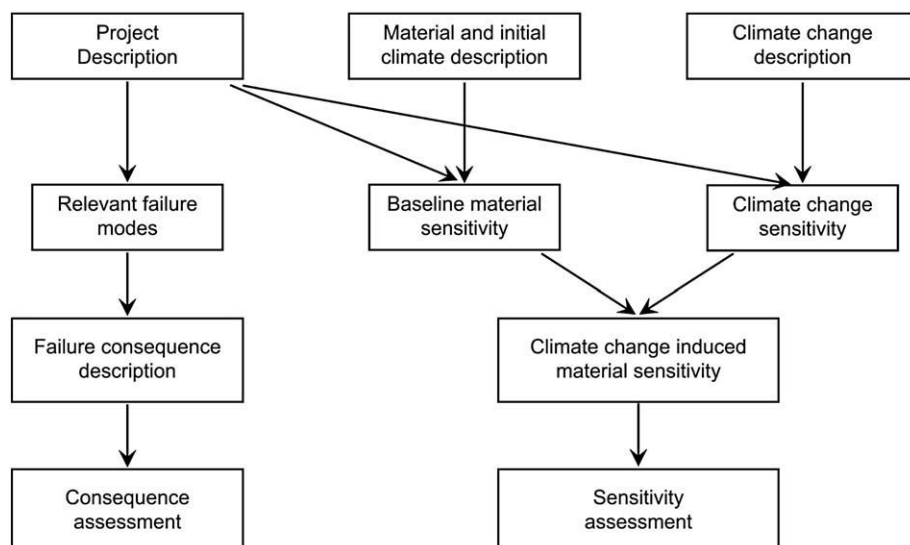 Project
Description
Material and initial
climate description
Climate change
description
Relevant failure
modes
Baseline material
sensitivity
Climate change
sensitivity
Failure consequence
description
Climate change induced
material sensitivity
Consequence
assessment
Sensitivity
assessment